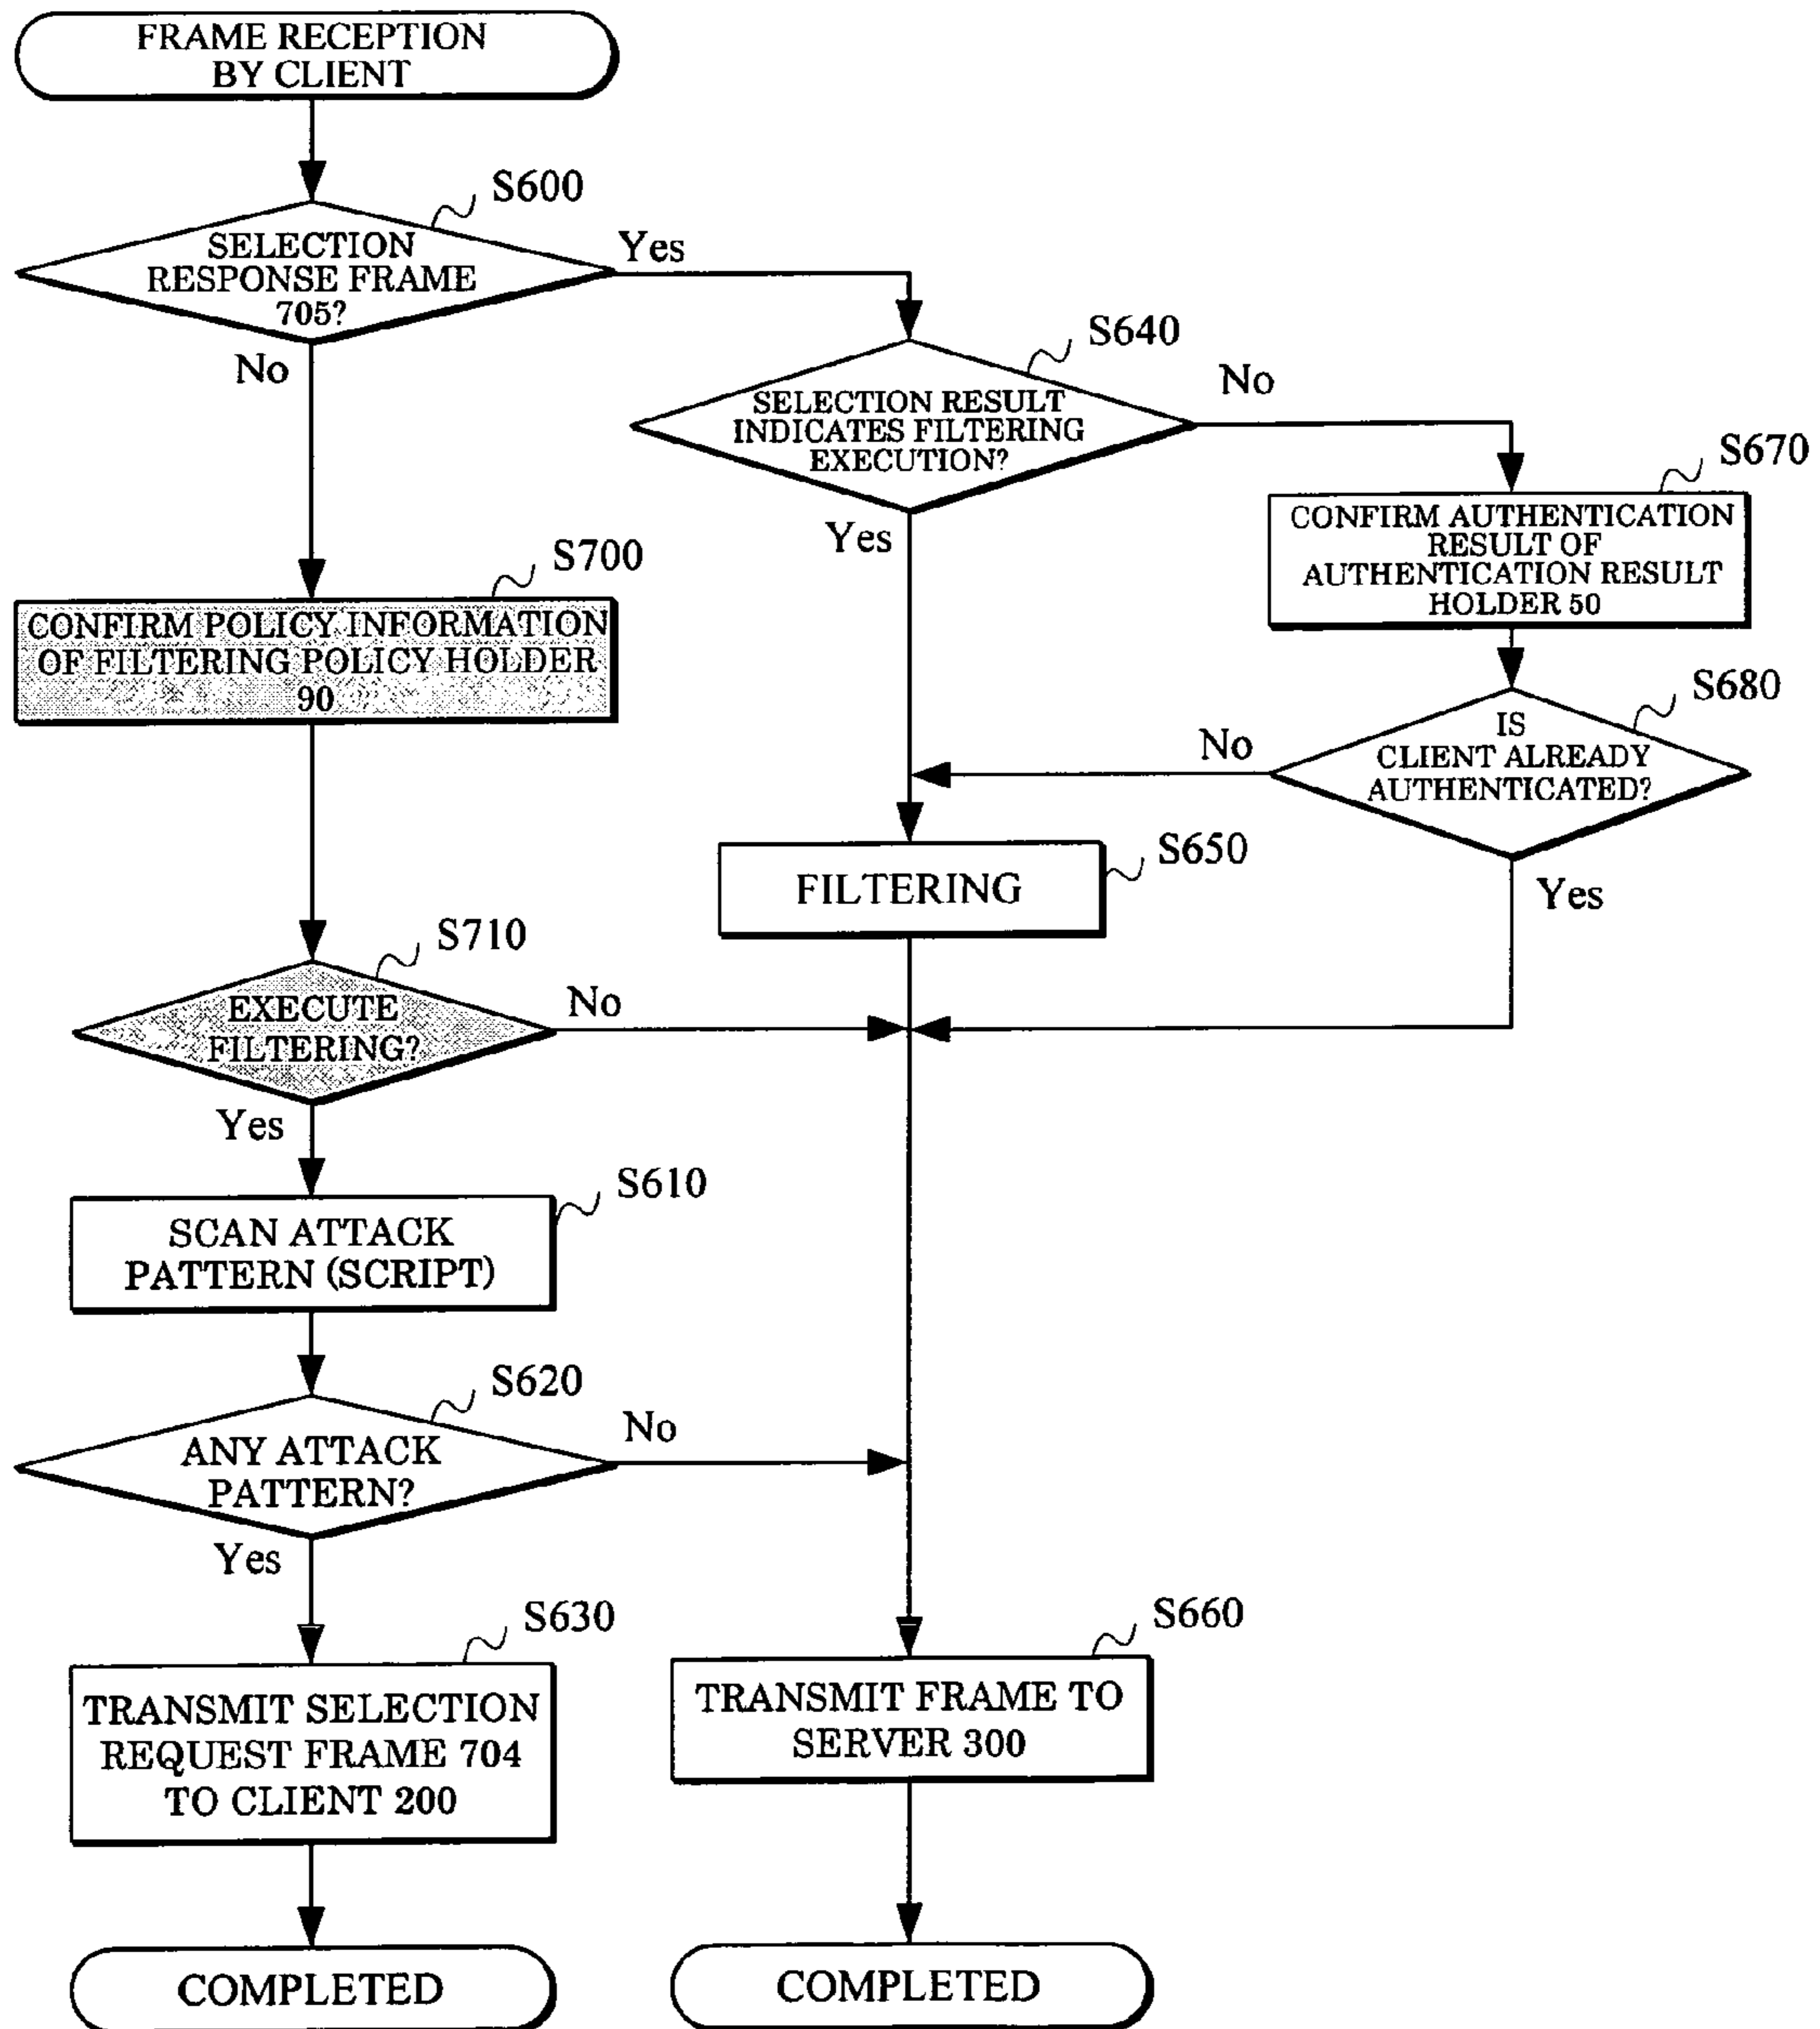 FRAME RECEPTION
BY CLIENT
S600
SELECTION
RESPONSE FRAME
705?
Yes
No
S640
SELECTION RESULT
INDICATES FILTERING
EXECUTION?
No
Yes
S670
CONFIRM AUTHENTICATION
RESULT OF
AUTHENTICATION RESULT
HOLDER 50
S700
CONFIRM POLICY INFORMATION
OF FILTERING POLICY HOLDER
90
S680
IS
CLIENT ALREADY
AUTHENTICATED?
No
Yes
S650
FILTERING
S710
EXECUTE
FILTERING?
No
Yes
S610
SCAN ATTACK
PATTERN (SCRIPT)
S620
ANY ATTACK
PATTERN?
No
Yes
S630
TRANSMIT SELECTION
REQUEST FRAME 704
TO CLIENT 200
S660
TRANSMIT FRAME TO
SERVER 300
COMPLETED
COMPLETED